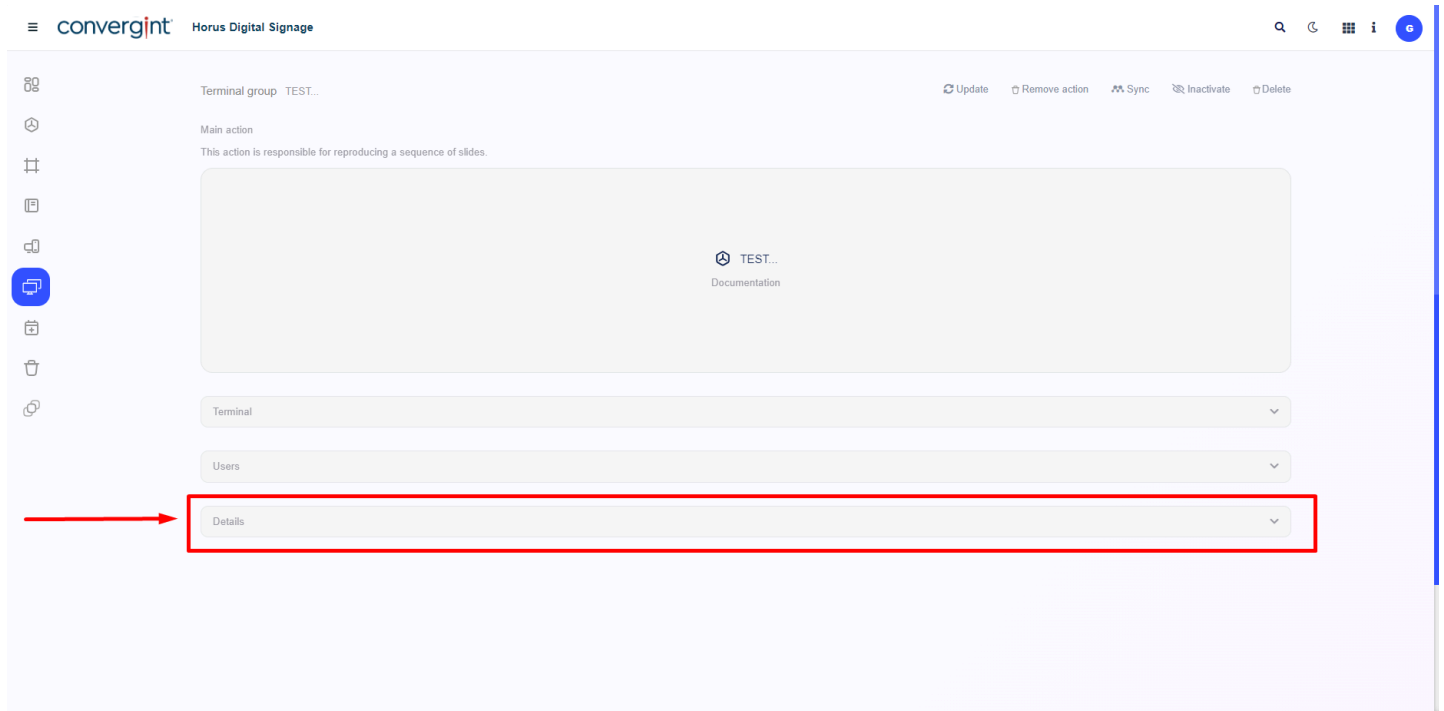 convergint Horus Digital Signage i G
Terminal group TEST... Update Remove action Sync Inactivate Delete
Main action
This action is responsible for reproducing a sequence of slides.
TEST...
Documentation
Terminal
Users
Details